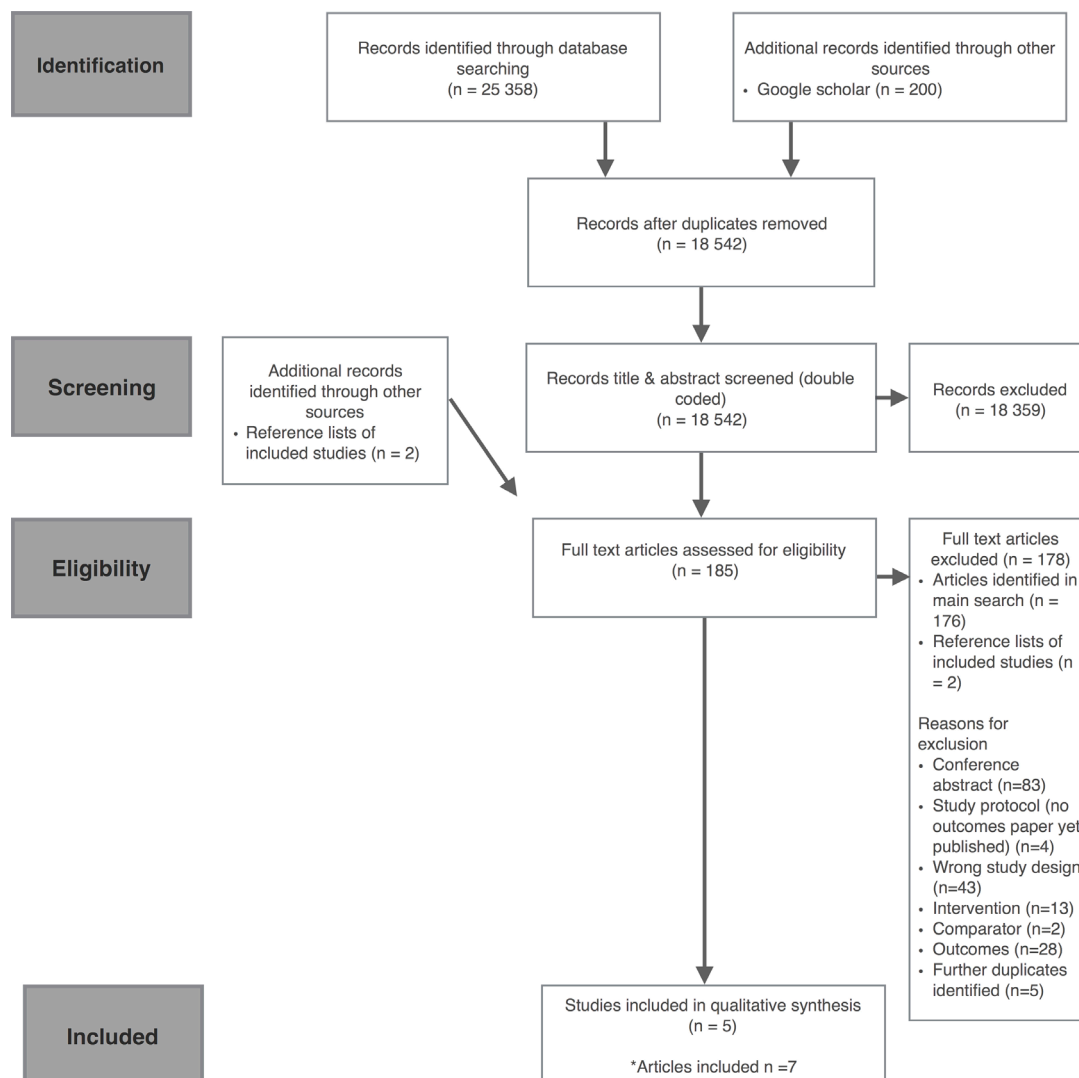 Identification
Records identified through database
searching
(n = 25 358)
Additional records identified through other
sources
• Google scholar (n = 200)
Records after duplicates removed
(n = 18 542)
Screening
Additional records
identified through other
sources
• Reference lists of
included studies (n = 2)
Records title & abstract screened (double
coded)
(n = 18 542)
Records excluded
(n = 18 359)
Eligibility
Full text articles assessed for eligibility
(n = 185)
Full text articles
excluded (n = 178)
• Articles identified in
main search (n =
176)
• Reference lists of
included studies (n
= 2)
Reasons for
exclusion
• Conference
abstract (n=83)
• Study protocol (no
outcomes paper yet
published) (n=4)
• Wrong study design
(n=43)
• Intervention (n=13)
• Comparator (n=2)
• Outcomes (n=28)
• Further duplicates
identified (n=5)
Included
Studies included in qualitative synthesis
(n = 5)
*Articles included n =7